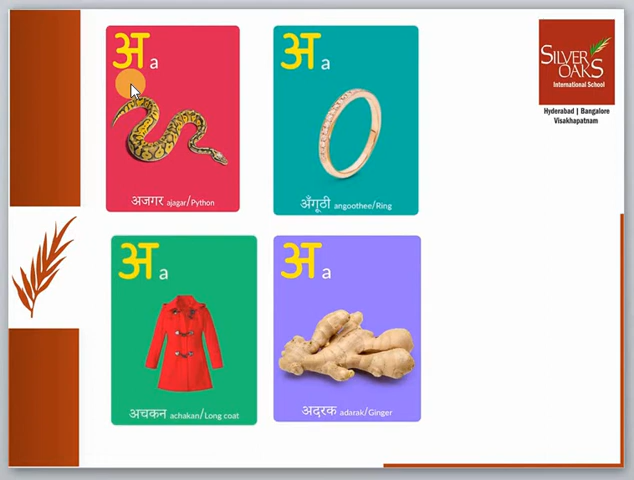 अ a
अजगर ajagar/Python
अ a
अँगूठी angoothee/Ring
SILVER
OAKS
International School
Hyderabad | Bangalore
Visakhapatnam
अ a
अचकन achakan/Long coat
अ a
अदरक adarak/Ginger